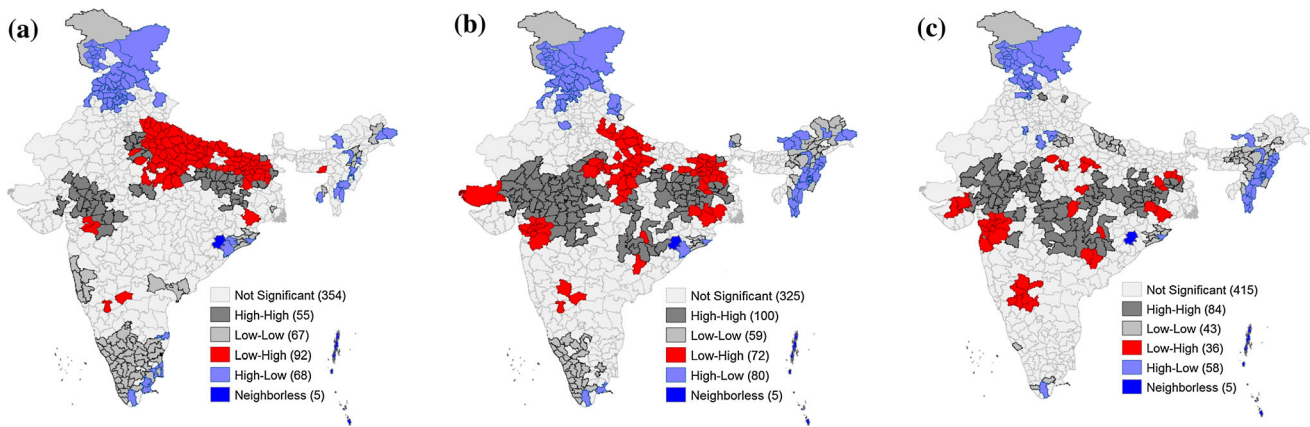 (a)
Not Significant (354)
High-High (55)
Low-Low (67)
Low-High (92)
High-Low (68)
Neighborless (5)
(b)
Not Significant (325)
High-High (100)
Low-Low (59)
Low-High (72)
High-Low (80)
Neighborless (5)
(c)
Not Significant (415)
High-High (84)
Low-Low (43)
Low-High (36)
High-Low (58)
Neighborless (5)